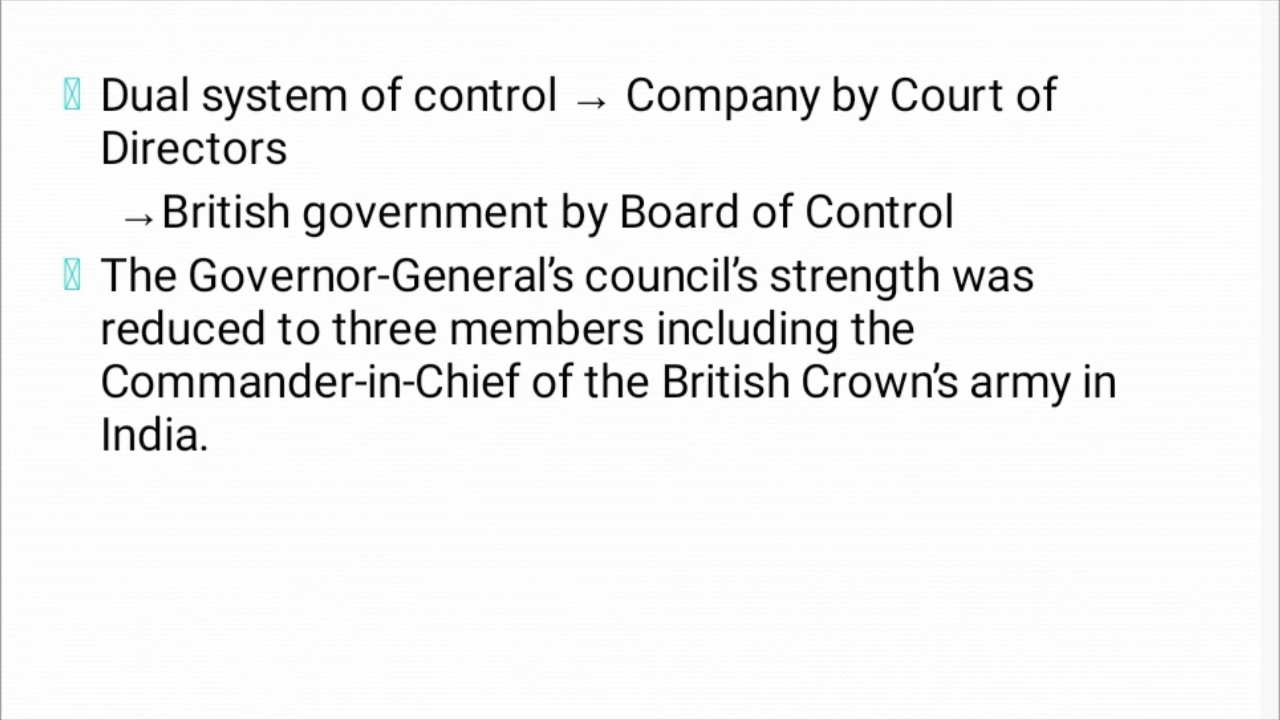 Dual system of control → Company by Court of
Directors
→British government by Board of Control
The Governor-General’s council’s strength was
reduced to three members including the
Commander-in-Chief of the British Crown’s army in
India.